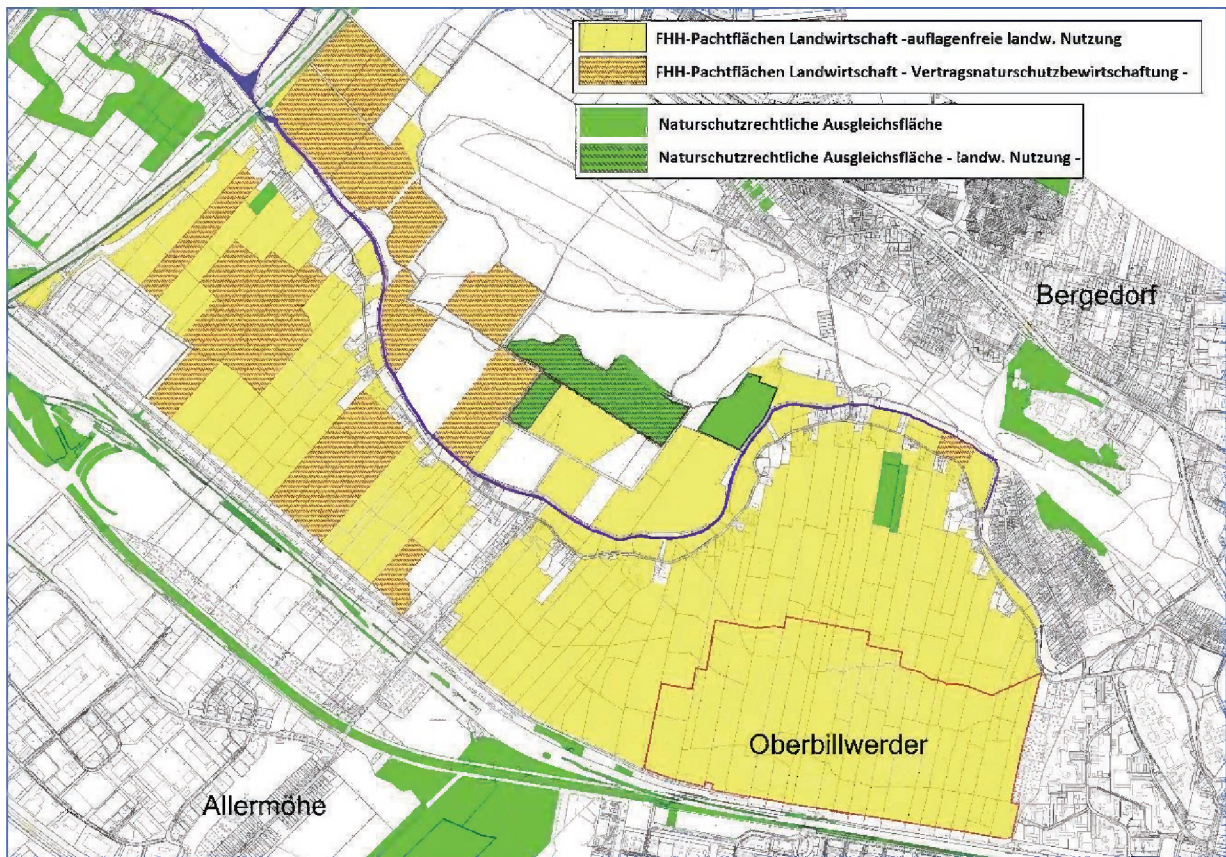 FHH-Pachtflächen Landwirtschaft -auflagenfreie landw. Nutzung
FHH-Pachtflächen Landwirtschaft - Vertragsnaturschutzbewirtschaftung -
Naturschutzrechtliche Ausgleichsfläche
Naturschutzrechtliche Ausgleichsfläche - landw. Nutzung -
Bergedorf
Oberbillwerder
Allermöhe